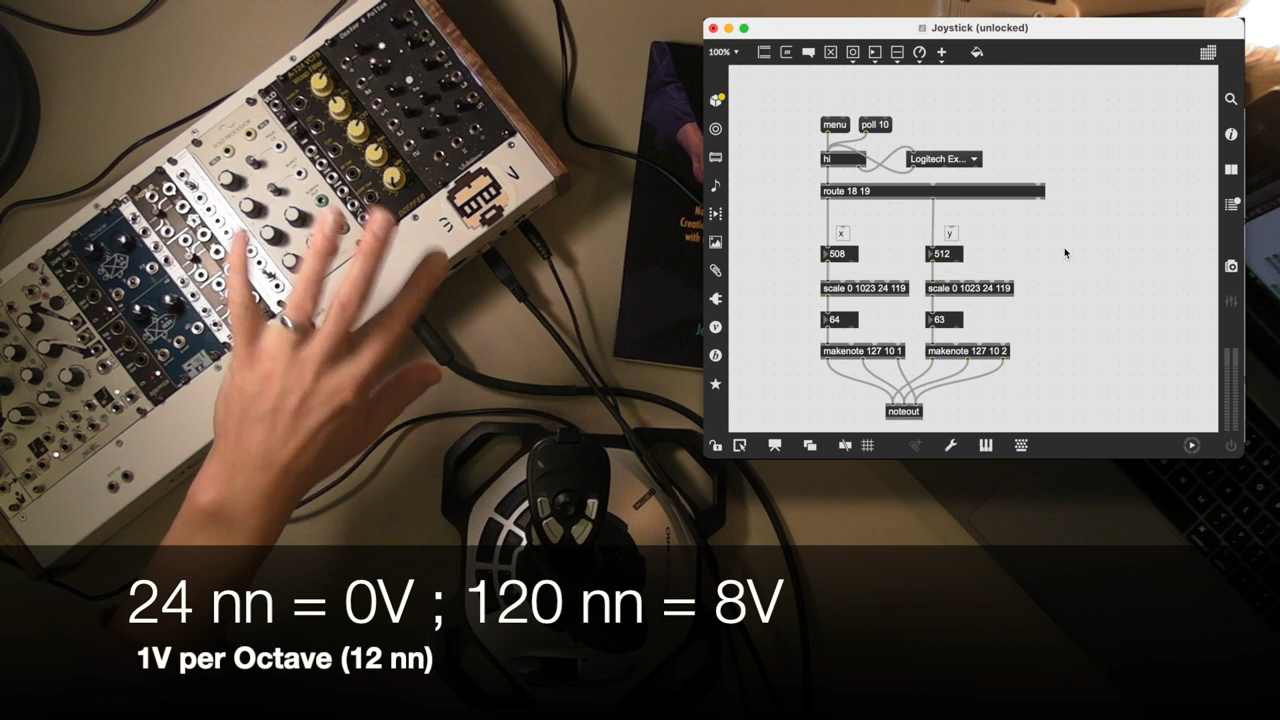 Joystick (unlocked)
100%
menu
poll 10
hi
Logitech Ex...
route 18 19
x
y
508
512
scale 0 1023 24 119
scale 0 1023 24 119
64
63
makenote 127 10 1
makenote 127 10 2
noteout
24 nn = 0V ; 120 nn = 8V
1V per Octave (12 nn)